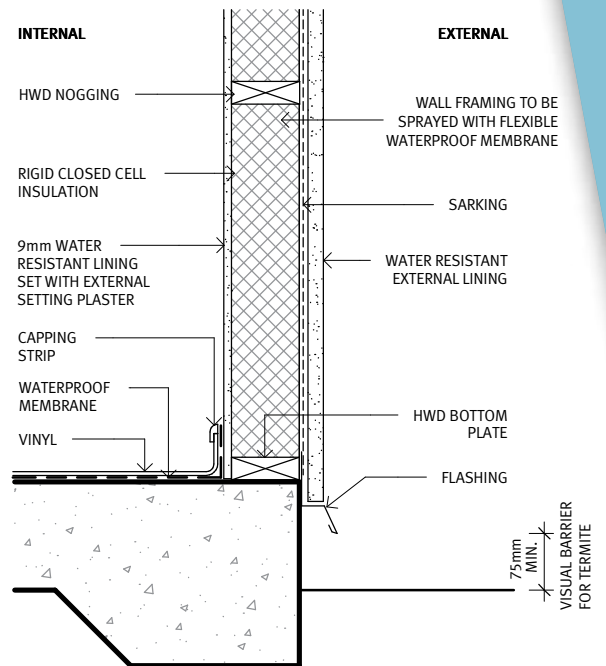 INTERNAL
EXTERNAL
HWD NOGGING
WALL FRAMING TO BE
SPRAYED WITH FLEXIBLE
WATERPROOF MEMBRANE
RIGID CLOSED CELL
INSULATION
SARKING
9mm WATER
RESISTANT LINING
SET WITH EXTERNAL
SETTING PLASTER
WATER RESISTANT
EXTERNAL LINING
CAPPING
STRIP
WATERPROOF
MEMBRANE
VINYL
HWD BOTTOM
PLATE
FLASHING
75mm
MIN.
VISUAL BARRIER
FOR TERMITE